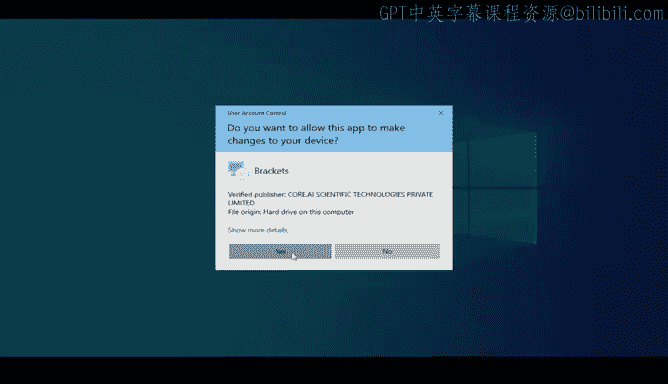 GPT中英字幕课程资源@bilibili.com
User Account Control
Do you want to allow this app to make
changes to your device?
Brackets
Verified publisher: CORE.AI SCIENTIFIC TECHNOLOGIES PRIVATE
LIMITED
File origin: Hard drive on this computer
Show more details
Yes
No